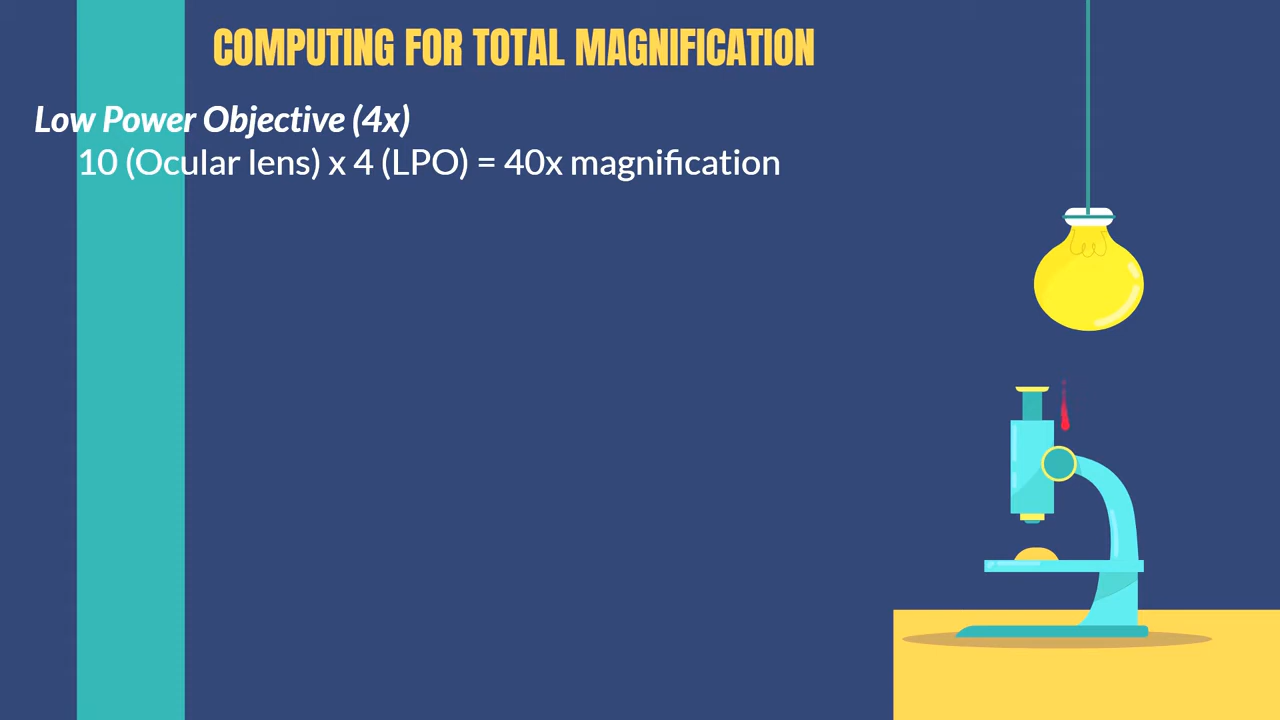 COMPUTING FOR TOTAL MAGNIFICATION
Low Power Objective (4x)
10 (Ocular lens) x 4 (LPO) = 40x magnification